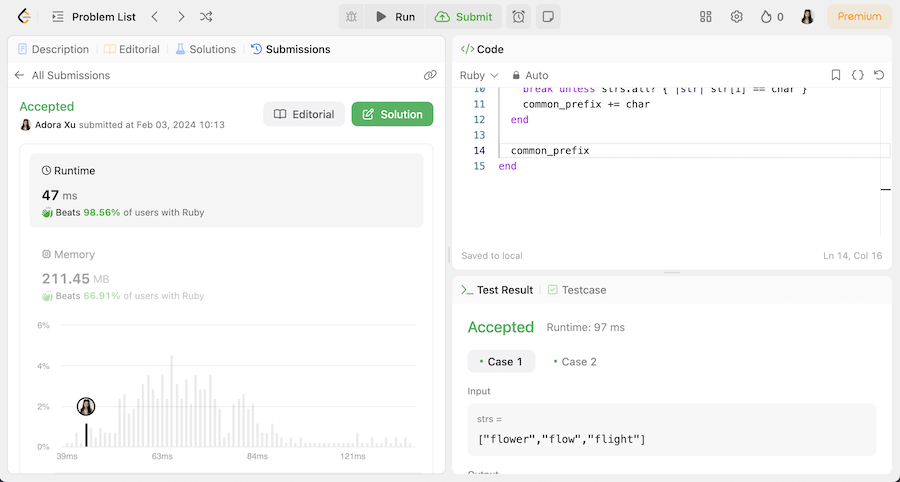 Problem List
Run
Submit
0
Premium
Description
Editorial
Solutions
Submissions
All Submissions
Accepted
Adora Xu submitted at Feb 03, 2024 10:13
Editorial
Solution
Runtime
47 ms
Beats 98.56% of users with Ruby
Memory
211.45 MB
Beats 66.91% of users with Ruby
6%
4%
2%
0%
39ms 63ms 84ms 121ms
</> Code
Ruby
Auto
10 break unless strs.all? { |str| str[i] == char }
11 common_prefix += char
12 end
13
14 common_prefix
15 end
Saved to local
Ln 14, Col 16
Test Result
Testcase
Accepted
Runtime: 97 ms
Case 1
Case 2
Input
strs =
["flower","flow","flight"]
Output